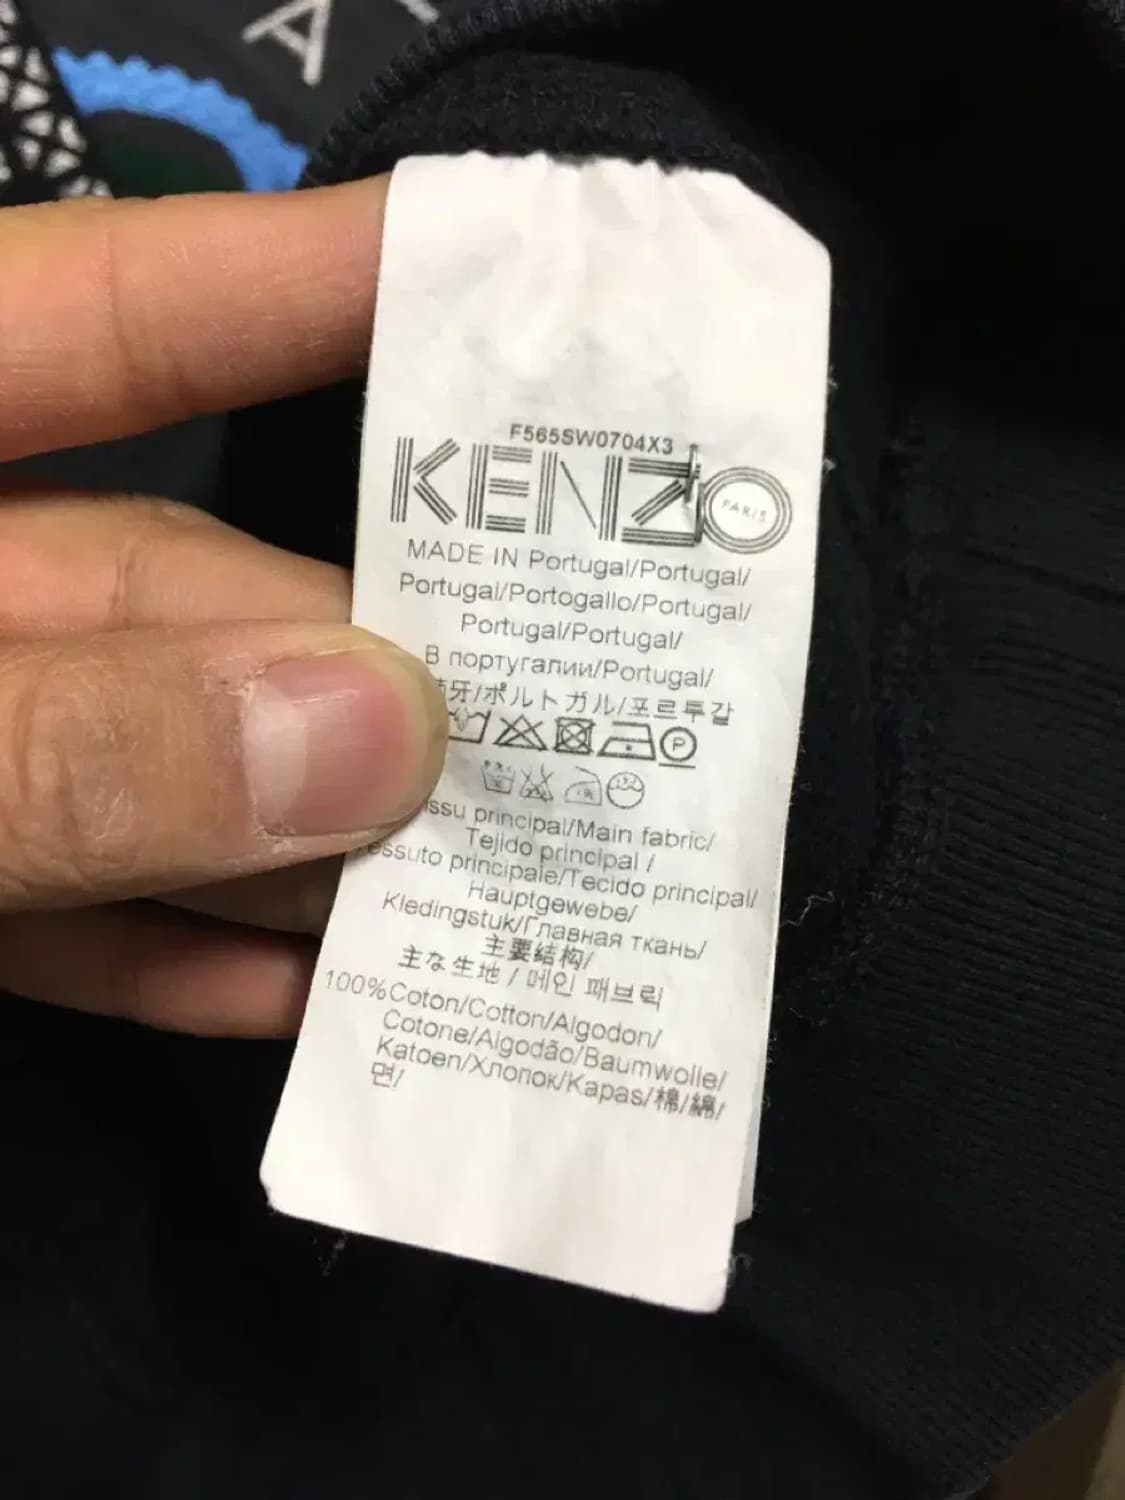 A
F565SW0704X3
KENZO
PARIS
MADE IN Portugal/Portugal/
Portugal/Portogallo/Portugal/
Portugal/Portugal/
В португалии/Portugal/
牙/ポルトガル/포르투갈
P
principal/Main fabric/
Tejido principal /
principale/Tecido principal/
Hauptgewebe/
Kledingstuk/Главная ткань/
主要结构/
主な生地 / 메인 패브릭
100%Coton/Cotton/Algodon/
Cotone/Algodão/Baumwolle/
Katoen/Хлопок/Kapas/棉/綿/
면/